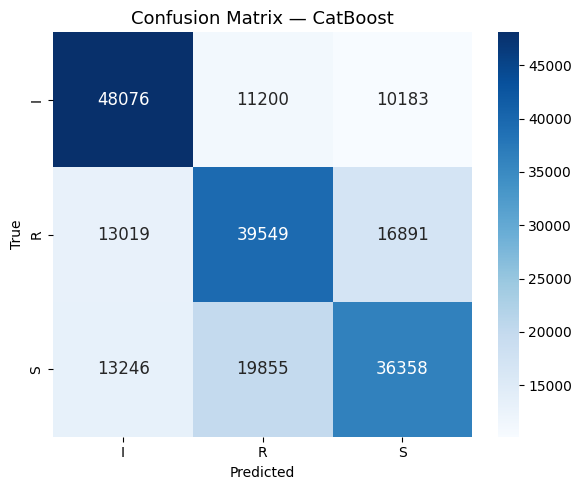 Confusion Matrix — CatBoost
I 48076 11200 10183
R 13019 39549 16891
S 13246 19855 36358
I R S
Predicted
True
45000
40000
35000
30000
25000
20000
15000